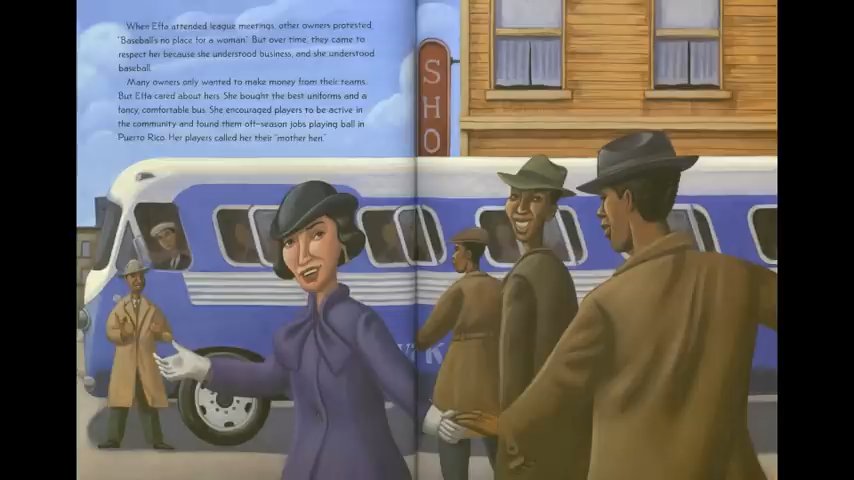 When Effa attended league meetings, other owners protested,
"Baseball's no place for a woman." But over time, they came to
respect her because she understood business, and she understood
baseball.
Many owners only wanted to make money from their teams.
But Effa cared about hers. She bought the best uniforms and a
fancy, comfortable bus. She encouraged players to be active in
the community and found them off-season jobs playing ball in
Puerto Rico. Her players called her their "mother hen."
SHO